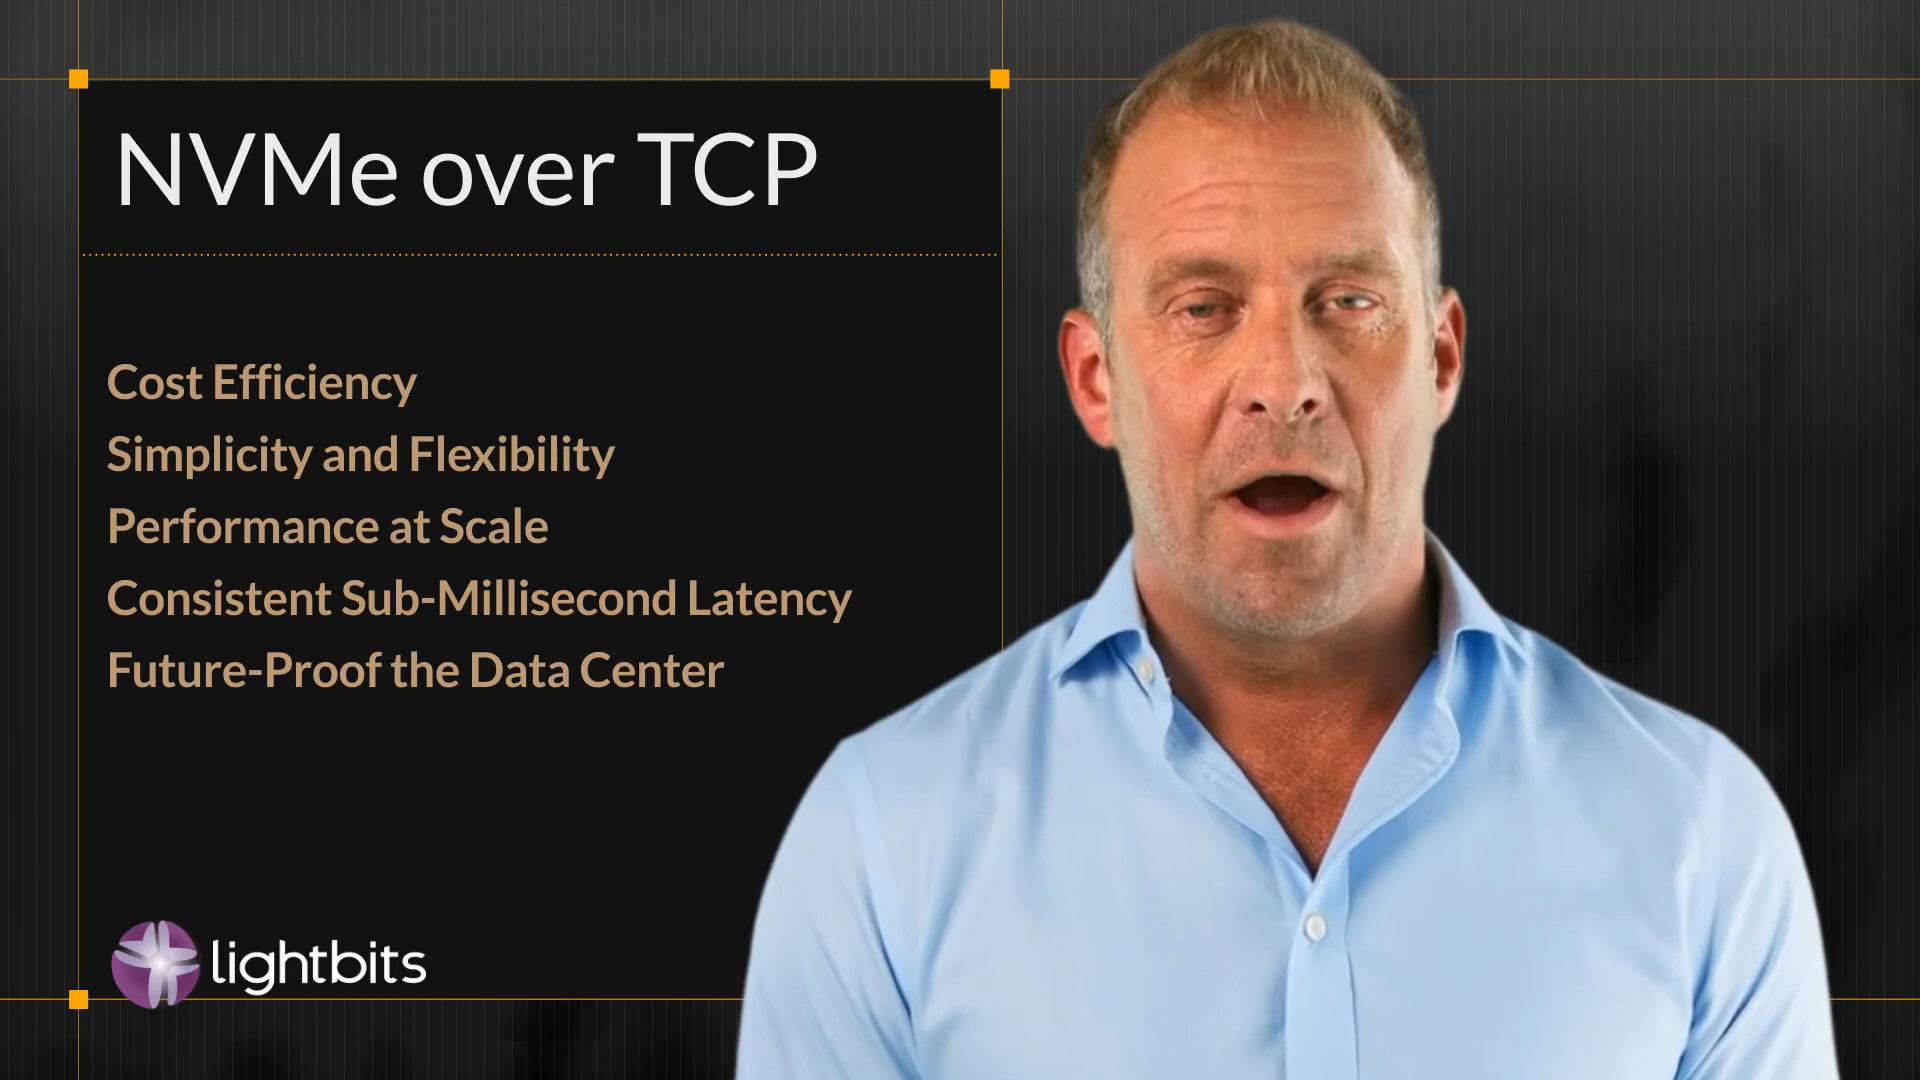 NVMe over TCP
Cost Efficiency
Simplicity and Flexibility
Performance at Scale
Consistent Sub-Millisecond Latency
Future-Proof the Data Center
lightbits